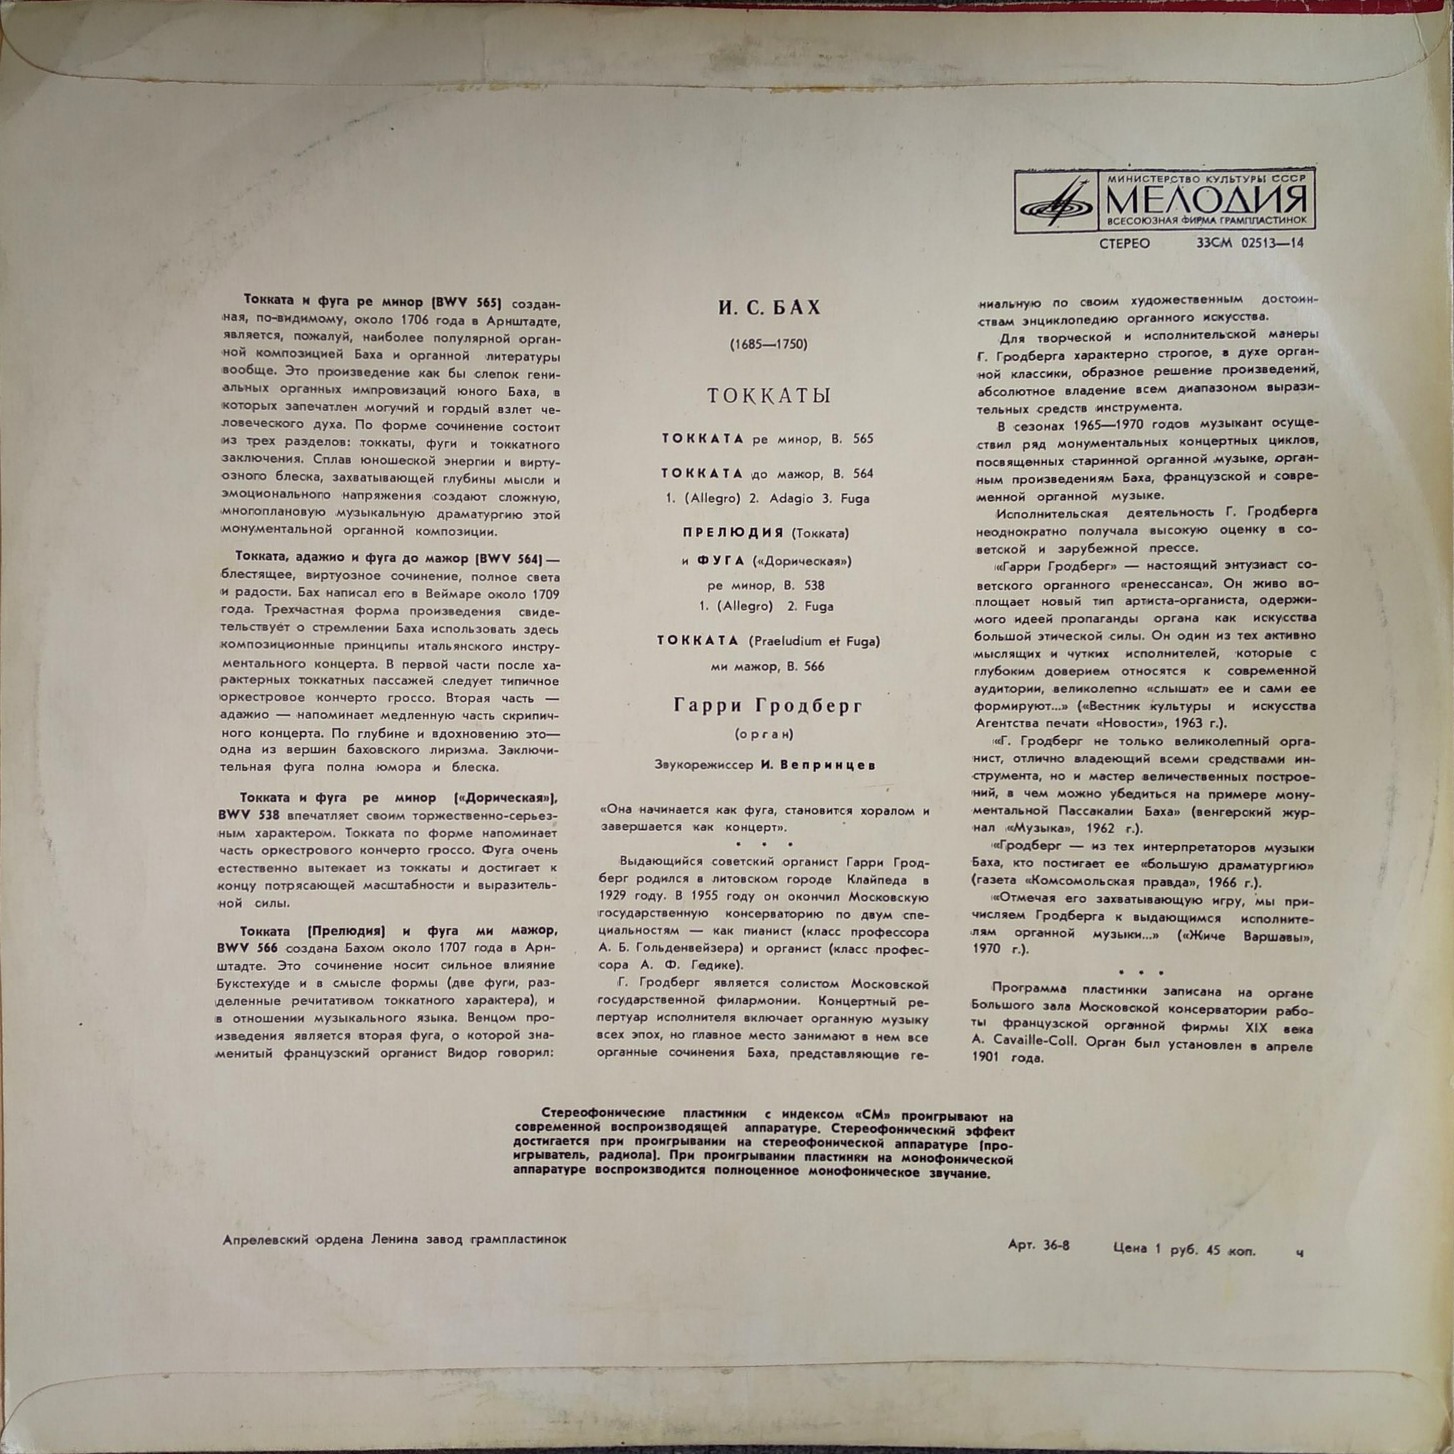 МИНИСТЕРСТВО КУЛЬТУРЫ СССР
МЕЛОДИЯ
ВСЕСОЮЗНАЯ ФИРМА ГРАМПЛАСТИНОК
СТЕРЕО 33СМ 02513—14
Токката и фуга ре минор (BWV 565) создан-
ная, по-видимому, около 1706 года в Арнштадте,
является, пожалуй, наиболее популярной орган-
ной композицией Баха и органной литературы
вообще. Это произведение как бы слепок гени-
альных органных импровизаций юного Баха, в
которых запечатлен могучий и гордый взлет че-
ловеческого духа. По форме сочинение состоит
из трех разделов: токкаты, фуги и токкатного
заключения. Сплав юношеской энергии и вирту-
озного блеска, захватывающей глубины мысли и
эмоционального напряжения создают сложную,
многоплановую музыкальную драматургию этой
монументальной органной композиции.
Токката, адажио и фуга до мажор (BWV 564) —
блестящее, виртуозное сочинение, полное света
и радости. Бах написал его в Веймаре около 1709
года. Трехчастная форма произведения свиде-
тельствует о стремлении Баха использовать здесь
композиционные принципы итальянского инстру-
ментального концерта. В первой части после ха-
рактерных токкатных пассажей следует типичное
оркестровое кончерто гроссо. Вторая часть —
адажио — напоминает медленную часть скрипич-
ного концерта. По глубине и вдохновению это—
одна из вершин баховского лиризма. Заключи-
тельная фуга полна юмора и блеска.
Токката и фуга ре минор («Дорическая»),
BWV 538 впечатляет своим торжественно-серьез-
ным характером. Токката по форме напоминает
часть оркестрового кончерто гроссо. Фуга очень
естественно вытекает из токкаты и достигает к
концу потрясающей масштабности и выразитель-
ной силы.
Токката (Прелюдия) и фуга ми мажор,
BWV 566 создана Бахом около 1707 года в Арн-
штадте. Это сочинение носит сильное влияние
Букстехуде и в смысле формы (две фуги, раз-
деленные речитативом токкатного характера), и
в отношении музыкального языка. Венцом про-
изведения является вторая фуга, о которой зна-
менитый французский органист Видор говорил:
И. С. БАХ
(1685—1750)
ТОККАТЫ
ТОККАТА ре минор, В. 565
ТОККАТА до мажор, В. 564
1. (Allegro) 2. Adagio 3. Fuga
ПРЕЛЮДИЯ (Токката)
и ФУГА («Дорическая»)
ре минор, В. 538
1. (Allegro) 2. Fuga
ТОККАТА (Praeludium et Fuga)
ми мажор, В. 566
Гарри Гродберг
(орган)
Звукорежиссер И. Вепринцев
«Она начинается как фуга, становится хоралом и
завершается как концерт».
• • •
Выдающийся советский органист Гарри Грод-
берг родился в литовском городе Клайпеда в
1929 году. В 1955 году он окончил Московскую
государственную консерваторию по двум спе-
циальностям — как пианист (класс профессора
А. Б. Гольденвейзера) и органист (класс профес-
сора А. Ф. Гедике).
Г. Гродберг является солистом Московской
государственной филармонии. Концертный ре-
пертуар исполнителя включает органную музыку
всех эпох, но главное место занимают в нем все
органные сочинения Баха, представляющие ге-
ниальную по своим художественным достоин-
ствам энциклопедию органного искусства.
Для творческой и исполнительской манеры
Г. Гродберга характерно строгое, в духе орган-
ной классики, образное решение произведений,
абсолютное владение всем диапазоном вырази-
тельных средств инструмента.
В сезонах 1965—1970 годов музыкант осуще-
ствил ряд монументальных концертных циклов,
посвященных старинной органной музыке, орган-
ным произведениям Баха, французской и совре-
менной органной музыке.
Исполнительская деятельность Г. Гродберга
неоднократно получала высокую оценку в со-
ветской и зарубежной прессе.
«Гарри Гродберг» — настоящий энтузиаст со-
ветского органного «ренессанса». Он живо во-
площает новый тип артиста-органиста, одержи-
мого идеей пропаганды органа как искусства
большой этической силы. Он один из тех активно
мыслящих и чутких исполнителей, которые с
глубоким доверием относятся к современной
аудитории, великолепно «слышат» ее и сами ее
формируют...» («Вестник культуры и искусства
Агентства печати «Новости», 1963 г.).
«Г. Гродберг не только великолепный орга-
нист, отлично владеющий всеми средствами ин-
струмента, но и мастер величественных построе-
ний, в чем можно убедиться на примере мону-
ментальной Пассакалии Баха» (венгерский жур-
нал «Музыка», 1962 г.).
«Гродберг — из тех интерпретаторов музыки
Баха, кто постигает ее «большую драматургию»
(газета «Комсомольская правда», 1966 г.).
«Отмечая его захватывающую игру, мы при-
числяем Гродберга к выдающимся исполните-
лям органной музыки...» («Жиче Варшавы»,
1970 г.).
• • •
Программа пластинки записана на органе
Большого зала Московской консерватории рабо-
ты французской органной фирмы XIX века
A. Cavaille-Coll. Орган был установлен в апреле
1901 года.
Стереофонические пластинки с индексом «СМ» проигрывают на
современной воспроизводящей аппаратуре. Стереофонический эффект
достигается при проигрывании на стереофонической аппаратуре (про-
игрыватель, радиола). При проигрывании пластинки на монофонической
аппаратуре воспроизводится полноценное монофоническое звучание.
Апрелевский ордена Ленина завод грампластинок
Арт. 36-8 Цена 1 руб. 45 коп. ч